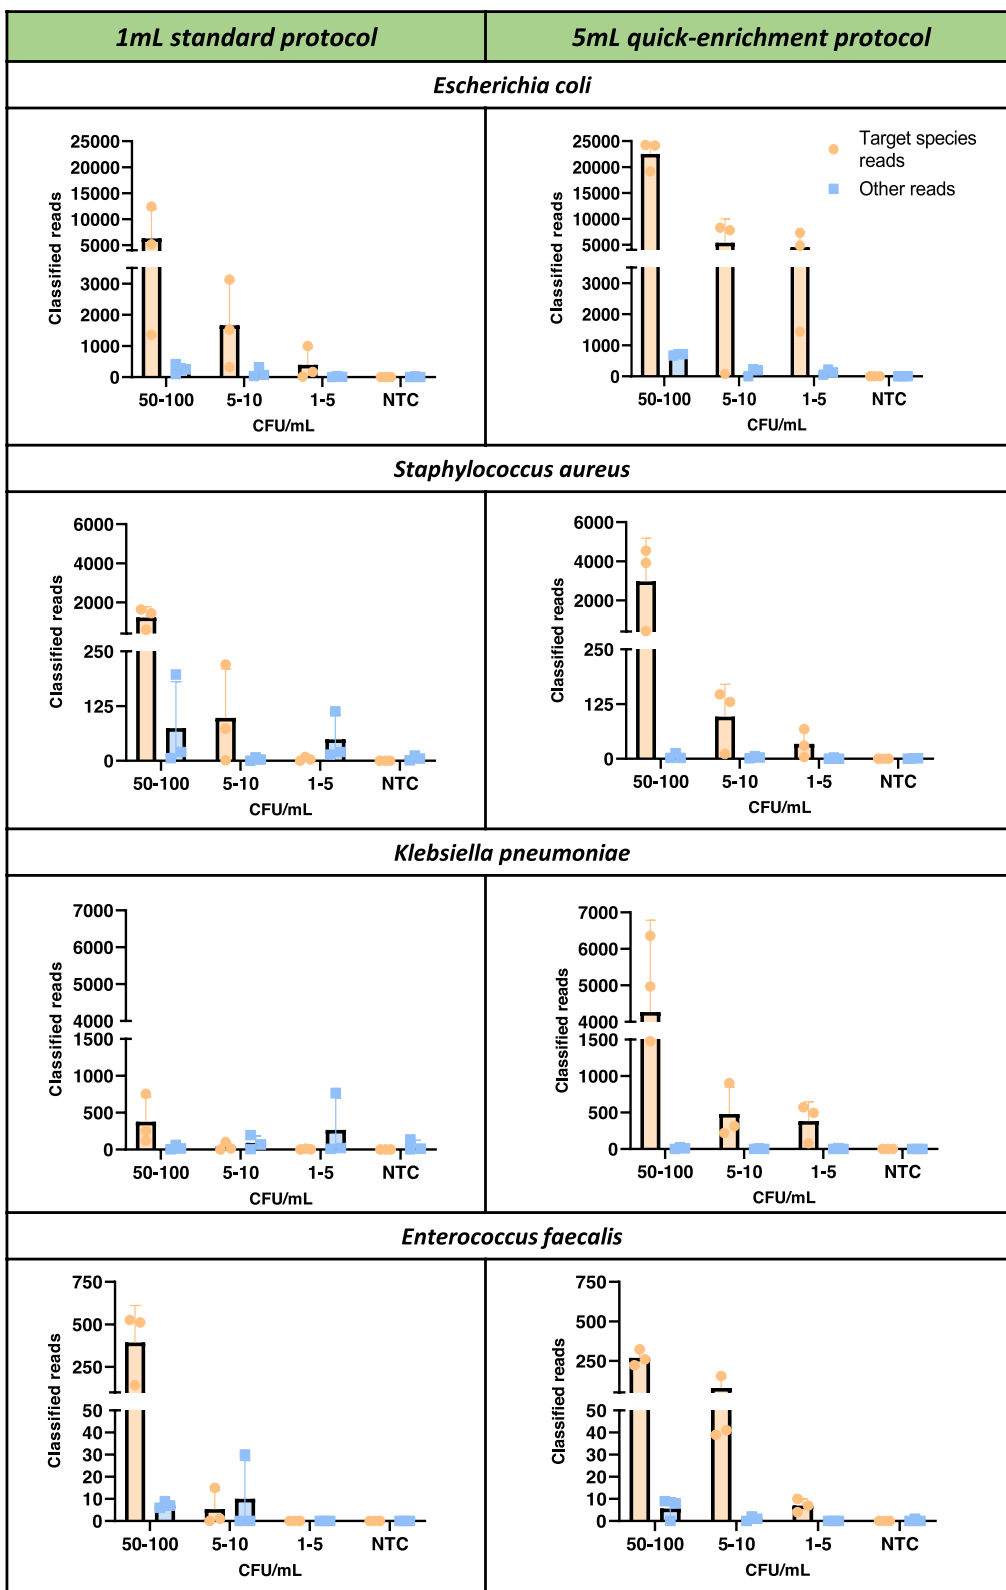 1mL standard protocol
5mL quick-enrichment protocol
Escherichia coli
Classified reads
25000
20000
15000
10000
5000
3000
2000
1000
0
50-100
5-10
1-5
NTC
CFU/mL
Classified reads
25000
20000
15000
10000
5000
3000
2000
1000
0
50-100
5-10
1-5
NTC
CFU/mL
Target species
reads
Other reads
Staphylococcus aureus
Classified reads
6000
4000
2000
250
125
0
50-100
5-10
1-5
NTC
CFU/mL
Classified reads
6000
4000
2000
250
125
0
50-100
5-10
1-5
NTC
CFU/mL
Klebsiella pneumoniae
Classified reads
7000
6000
5000
4000
1500
1000
500
0
50-100
5-10
1-5
NTC
CFU/mL
Classified reads
7000
6000
5000
4000
1500
1000
500
0
50-100
5-10
1-5
NTC
CFU/mL
Enterococcus faecalis
Classified reads
750
500
250
50
40
30
20
10
0
50-100
5-10
1-5
NTC
CFU/mL
Classified reads
750
500
250
50
40
30
20
10
0
50-100
5-10
1-5
NTC
CFU/mL